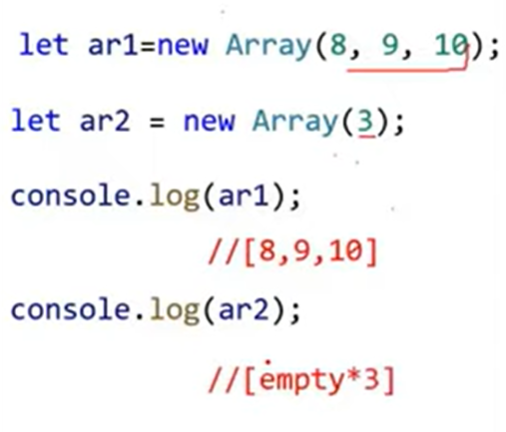 let ar1=new Array(8, 9, 10);
let ar2 = new Array(3);
console.log(ar1);
//[8,9,10]
console.log(ar2);
//[empty*3]